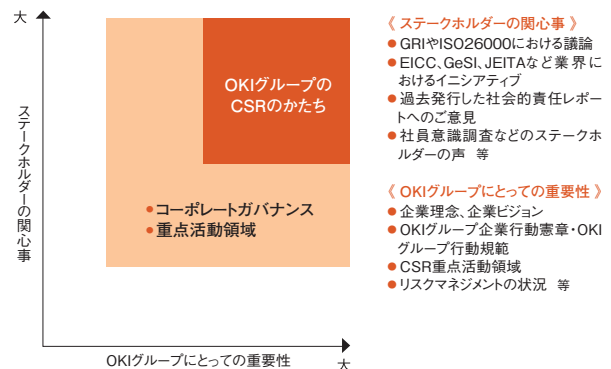 大
ステークホルダーの関心事
OKIグループの
CSRのかたち
●コーポレートガバナンス
●重点活動領域
OKIグループにとっての重要性
大
《 ステークホルダーの関心事 》
●GRIやISO26000における議論
●EICC、GeSI、JEITAなど業界に
おけるイニシアティブ
●過去発行した社会的責任レポー
トへのご意見
●社員意識調査などのステークホ
ルダーの声 等
《 OKIグループにとっての重要性 》
●企業理念、企業ビジョン
●OKIグループ企業行動憲章・OKI
グループ行動規範
●CSR重点活動領域
●リスクマネジメントの状況 等